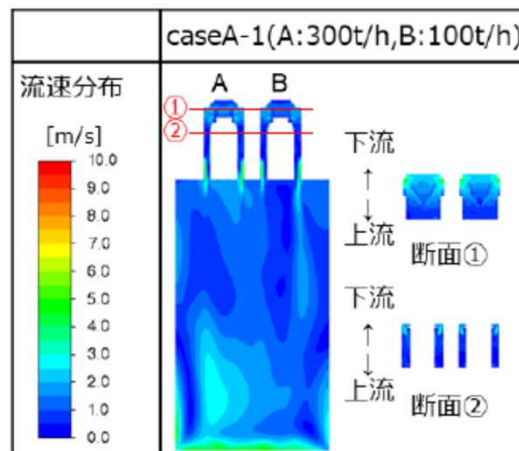 caseA-1(A:300t/h,B:100t/h)
流速分布
[m/s]
10.0
9.0
8.0
7.0
6.0
5.0
4.0
3.0
2.0
1.0
0.0
A B
①
②
下流
↑
↓
上流
断面①
下流
↑
↓
上流
断面②